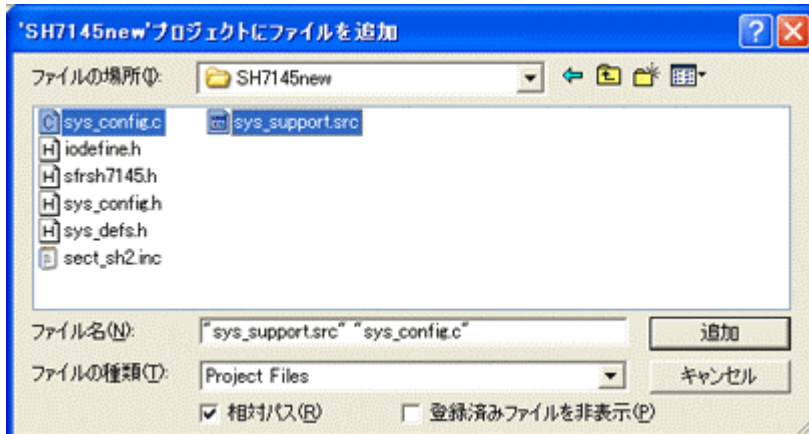 'SH7145new'プロジェクトにファイルを追加
ファイルの場所(I):
SH7145new
sys_config.c
sys_support.src
iodefine.h
sfrsh7145.h
sys_config.h
sys_defs.h
sect_sh2.inc
ファイル名(N):
"sys_support.src" "sys_config.c"
追加
ファイルの種類(T):
Project Files
キャンセル
相対パス(R)
登録済みファイルを非表示(P)